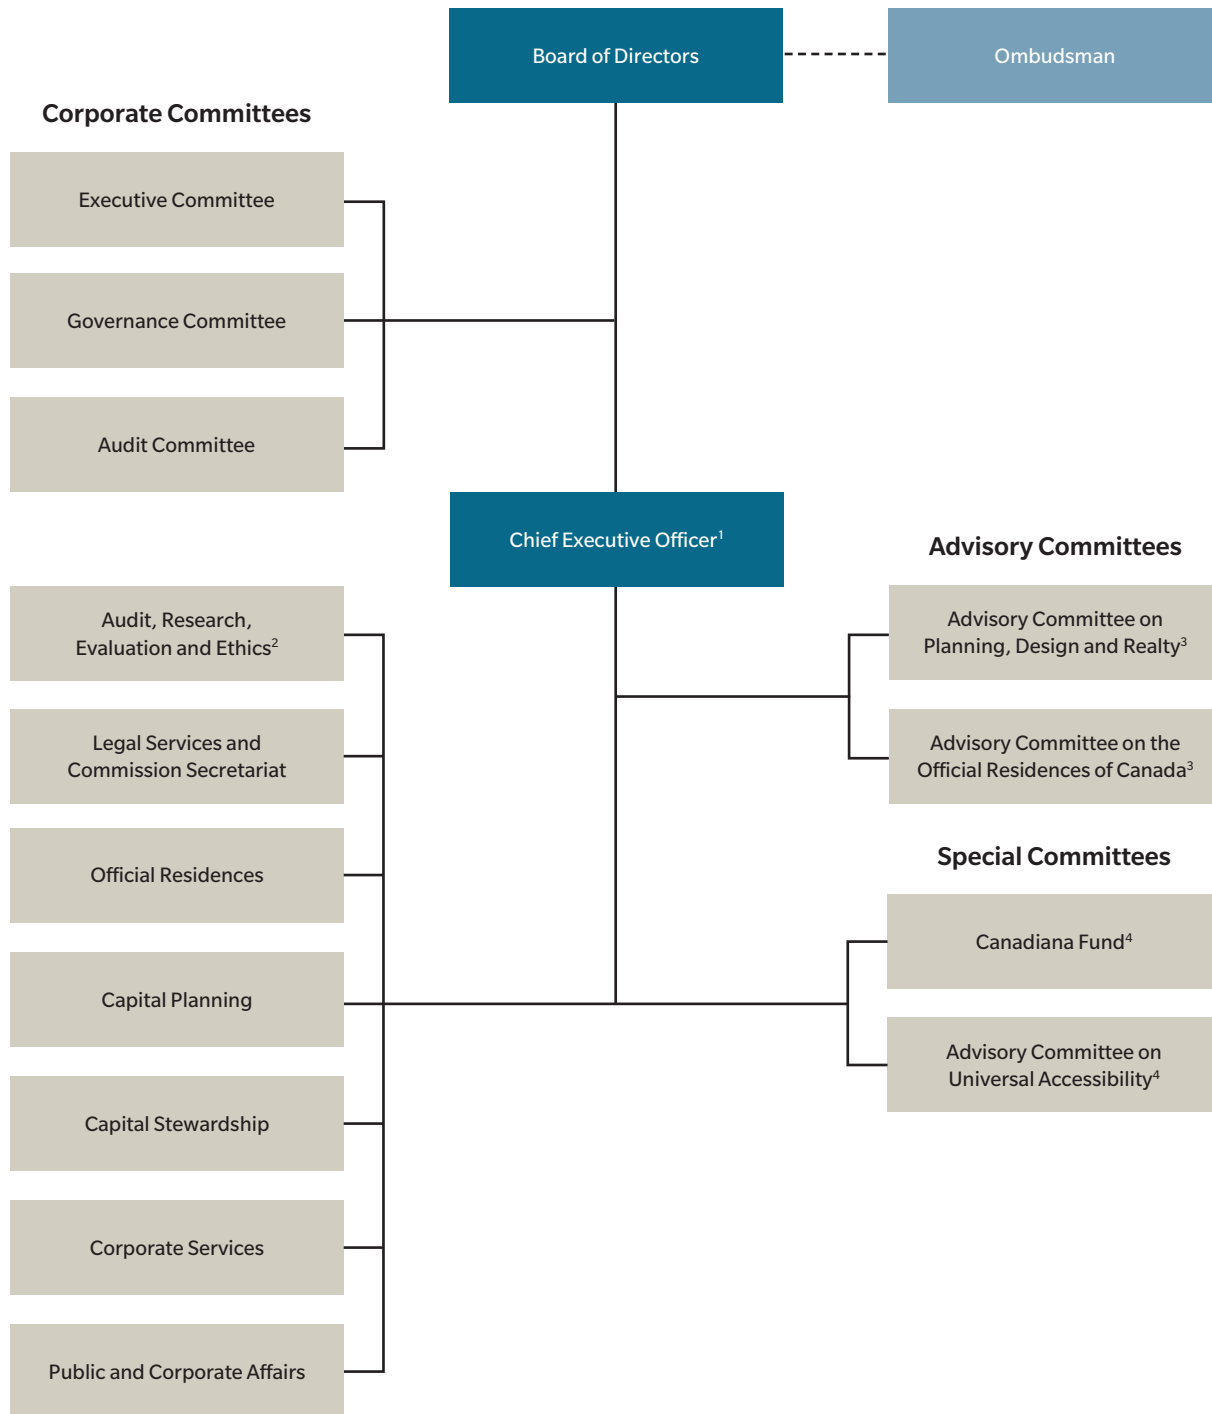 Board of Directors
Ombudsman
Corporate Committees
Executive Committee
Governance Committee
Audit Committee
Chief Executive Officer¹
Advisory Committees
Advisory Committee on
Planning, Design and Realty³
Advisory Committee on the
Official Residences of Canada³
Special Committees
Canadiana Fund⁴
Advisory Committee on
Universal Accessibility⁴
Audit, Research,
Evaluation and Ethics²
Legal Services and
Commission Secretariat
Official Residences
Capital Planning
Capital Stewardship
Corporate Services
Public and Corporate Affairs